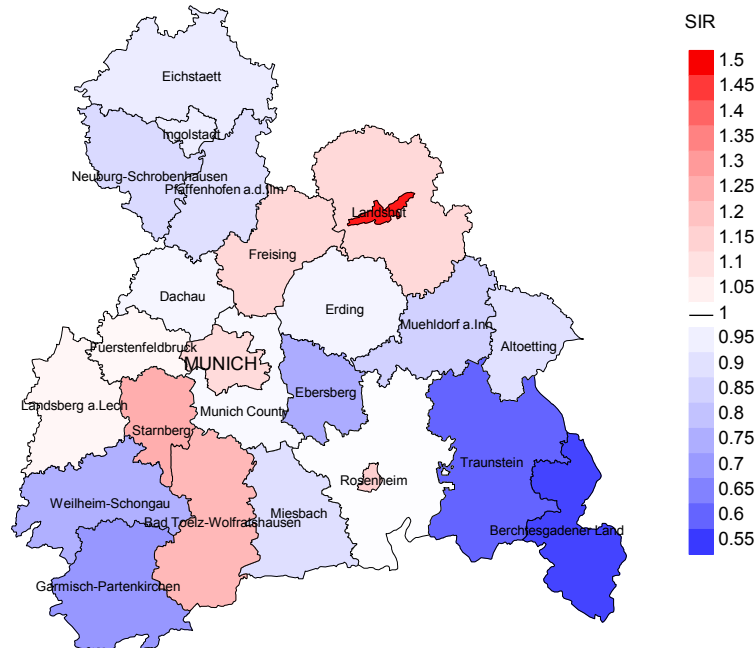 SIR
1.5
1.45
1.4
1.35
1.3
1.25
1.2
1.15
1.1
1.05
1
0.95
0.9
0.85
0.8
0.75
0.7
0.65
0.6
0.55
Eichstaett
Ingolstadt
Neuburg-Schrobenhausen
Pfaffenhofen a.d.Ilm
Landshut
Freising
Dachau
Erding
Muehldorf a.Inn
Fuerstenfeldbruck
Altoetting
MUNICH
Ebersberg
Landsberg a.Lech
Munich County
Starnberg
Traunstein
Rosenheim
Weilheim-Schongau
Miesbach
Bad Toelz-Wolfratshausen
Berchtesgadener Land
Garmisch-Partenkirchen